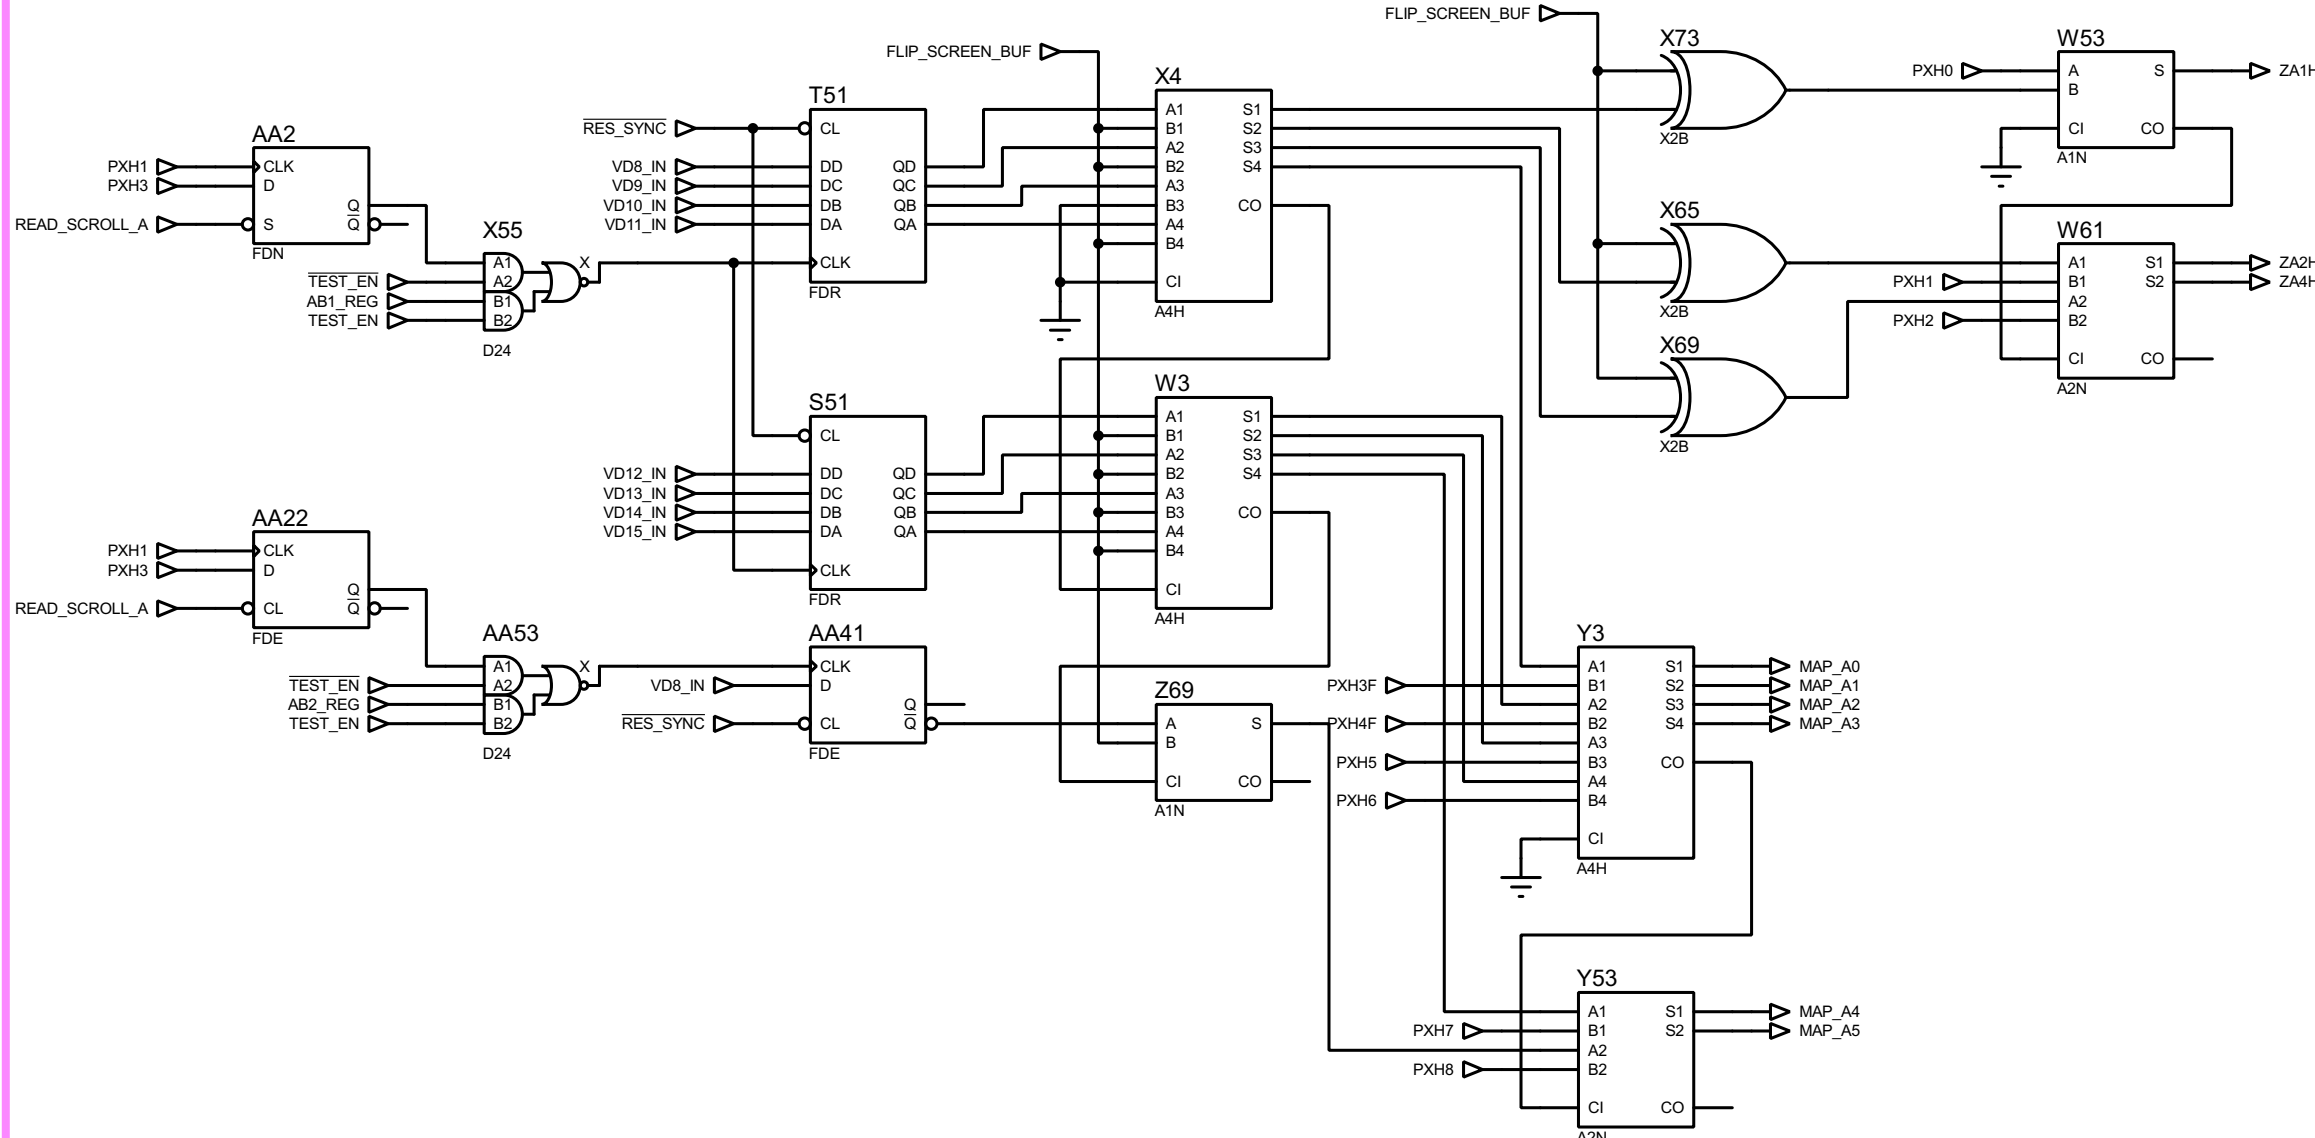 FLIP_SCREEN_BUF
X73
X2B
PXH0
W53
A
B
CI
S
CO
A1N
ZA1H
FLIP_SCREEN_BUF
X4
A1
B1
A2
B2
A3
B3
A4
B4
CI
S1
S2
S3
S4
CO
A4H
T51
RES_SYNC
VD8_IN
VD9_IN
VD10_IN
VD11_IN
CL
DD
DC
DB
DA
CLK
QD
QC
QB
QA
FDR
AA2
PXH1
PXH3
READ_SCROLL_A
CLK
D
S
Q
Q
FDN
X55
TEST_EN
AB1_REG
TEST_EN
A1
A2
B1
B2
X
D24
X65
X2B
X69
X2B
W61
PXH1
PXH2
A1
B1
A2
B2
CI
S1
S2
CO
A2N
ZA2H
ZA4H
S51
VD12_IN
VD13_IN
VD14_IN
VD15_IN
CL
DD
DC
DB
DA
CLK
QD
QC
QB
QA
FDR
W3
A1
B1
A2
B2
A3
B3
A4
B4
CI
S1
S2
S3
S4
CO
A4H
AA22
PXH1
PXH3
READ_SCROLL_A
CLK
D
CL
Q
Q
FDE
AA53
TEST_EN
AB2_REG
TEST_EN
A1
A2
B1
B2
X
D24
AA41
VD8_IN
RES_SYNC
CLK
D
CL
Q
Q
FDE
Z69
A
B
CI
S
CO
A1N
Y3
PXH3F
PXH4F
PXH5
PXH6
A1
B1
A2
B2
A3
B3
A4
B4
CI
S1
S2
S3
S4
CO
A4H
MAP_A0
MAP_A1
MAP_A2
MAP_A3
Y53
PXH7
PXH8
A1
B1
A2
B2
CI
S1
S2
CO
A2N
MAP_A4
MAP_A5